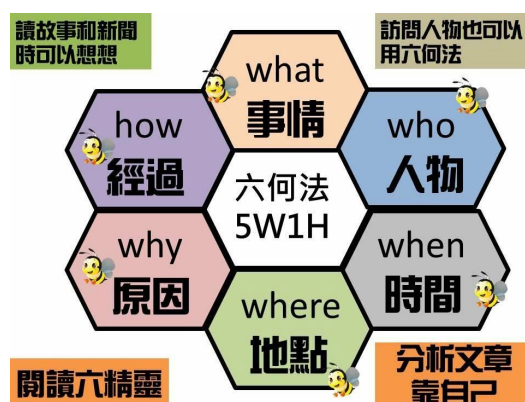 讀故事和新聞
時可以想想
訪問人物也可以
用六何法
what
事情
who
人物
when
時間
where
地點
why
原因
how
經過
六何法
5W1H
閱讀六精靈
分析文章
靠自己